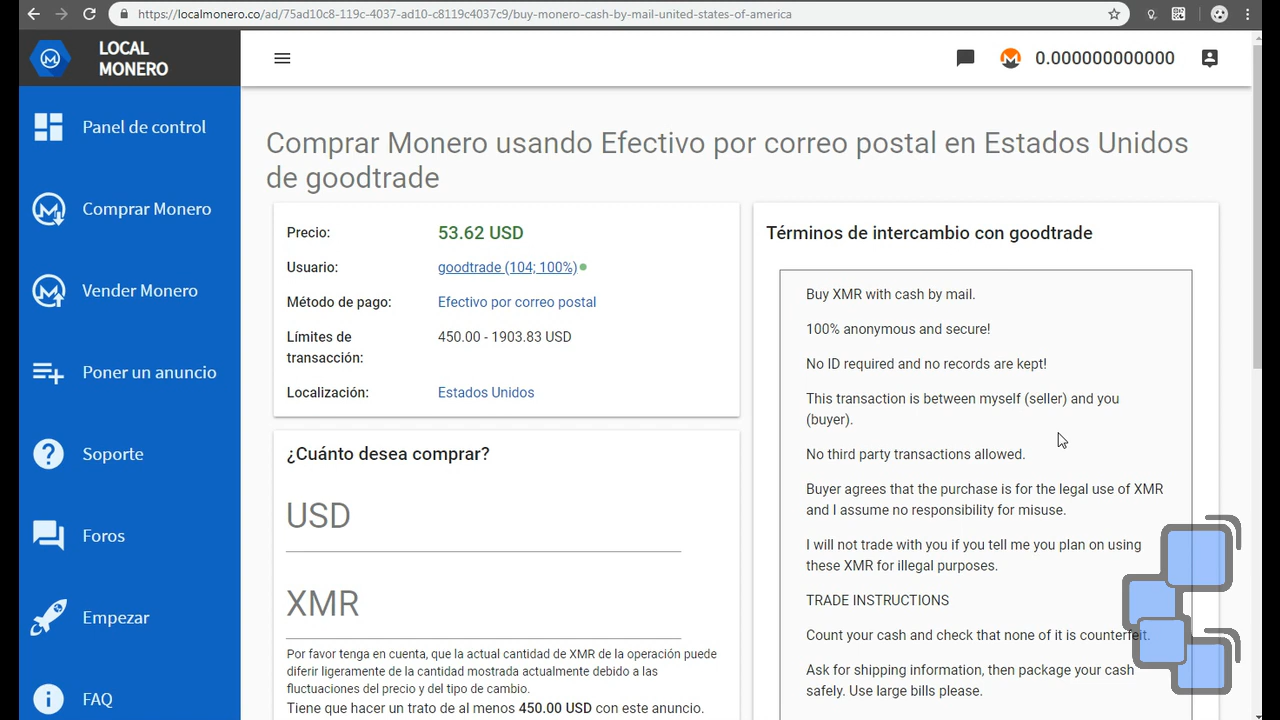 https://localmonero.co/ad/75ad10c8-119c-4037-ad10-c8119c4037c9/buy-monero-cash-by-mail-united-states-of-america
LOCAL
MONERO
0.000000000000
Panel de control
Comprar Monero
Vender Monero
Poner un anuncio
Soporte
Foros
Empezar
FAQ
Comprar Monero usando Efectivo por correo postal en Estados Unidos
de goodtrade
Precio: 53.62 USD
Usuario: goodtrade (104; 100%)
Método de pago: Efectivo por correo postal
Límites de 450.00 - 1903.83 USD
transacción:
Localización: Estados Unidos
¿Cuánto desea comprar?
USD
XMR
Por favor tenga en cuenta, que la actual cantidad de XMR de la operación puede
diferir ligeramente de la cantidad mostrada actualmente debido a las
fluctuaciones del precio y del tipo de cambio.
Tiene que hacer un trato de al menos 450.00 USD con este anuncio.
Términos de intercambio con goodtrade
Buy XMR with cash by mail.
100% anonymous and secure!
No ID required and no records are kept!
This transaction is between myself (seller) and you
(buyer).
No third party transactions allowed.
Buyer agrees that the purchase is for the legal use of XMR
and I assume no responsibility for misuse.
I will not trade with you if you tell me you plan on using
these XMR for illegal purposes.
TRADE INSTRUCTIONS
Count your cash and check that none of it is counterfeit.
Ask for shipping information, then package your cash
safely. Use large bills please.